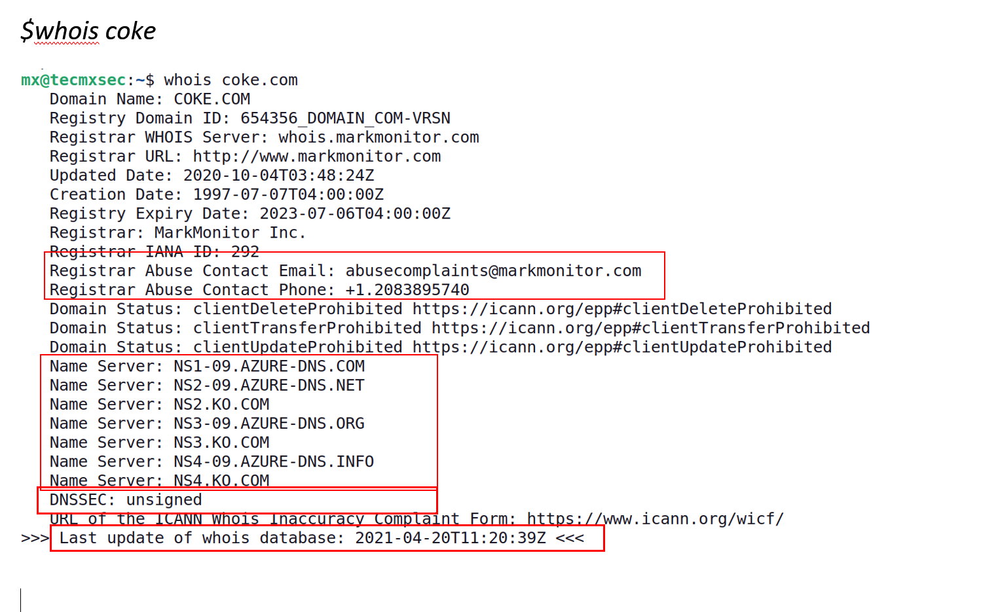 $whois coke
mx@tecmxsec:~$ whois coke.com
Domain Name: COKE.COM
Registry Domain ID: 654356_DOMAIN_COM-VRSN
Registrar WHOIS Server: whois.markmonitor.com
Registrar URL: http://www.markmonitor.com
Updated Date: 2020-10-04T03:48:24Z
Creation Date: 1997-07-07T04:00:00Z
Registry Expiry Date: 2023-07-06T04:00:00Z
Registrar: MarkMonitor Inc.
Registrar IANA ID: 292
Registrar Abuse Contact Email: abusecomplaints@markmonitor.com
Registrar Abuse Contact Phone: +1.2083895740
Domain Status: clientDeleteProhibited https://icann.org/epp#clientDeleteProhibited
Domain Status: clientTransferProhibited https://icann.org/epp#clientTransferProhibited
Domain Status: clientUpdateProhibited https://icann.org/epp#clientUpdateProhibited
Name Server: NS1-09.AZURE-DNS.COM
Name Server: NS2-09.AZURE-DNS.NET
Name Server: NS2.KO.COM
Name Server: NS3-09.AZURE-DNS.ORG
Name Server: NS3.KO.COM
Name Server: NS4-09.AZURE-DNS.INFO
Name Server: NS4.KO.COM
DNSSEC: unsigned
URL of the ICANN Whois Inaccuracy Complaint Form: https://www.icann.org/wicf/
>>> Last update of whois database: 2021-04-20T11:20:39Z <<<